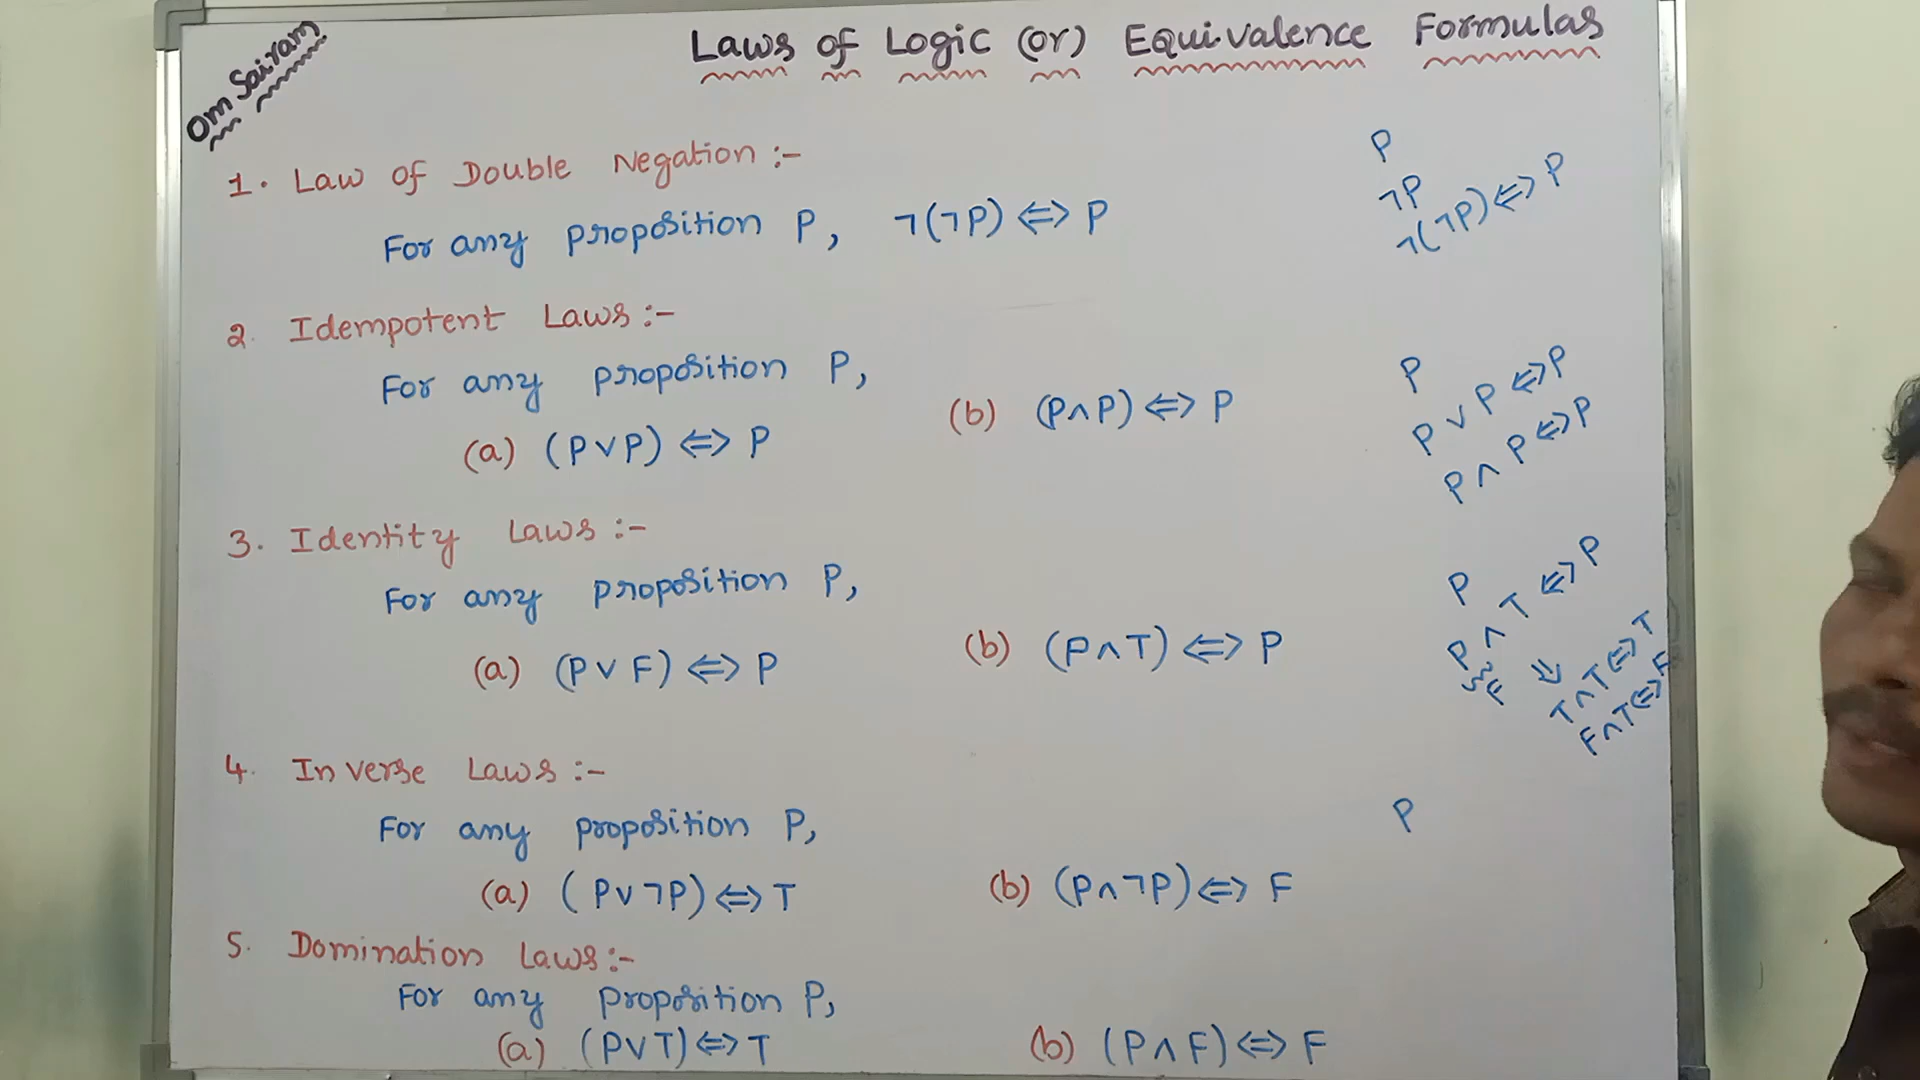 Om Sairam
Laws of Logic (or) Equivalence Formulas
1. Law of Double Negation :-
For any proposition P, ¬(¬P) ⇔ P
2. Idempotent Laws :-
For any proposition P,
(a) (P∨P) ⇔ P (b) (P∧P) ⇔ P
3. Identity Laws :-
For any proposition P,
(a) (P∨F) ⇔ P (b) (P∧T) ⇔ P
4. Inverse Laws :-
For any proposition P,
(a) (P∨¬P) ⇔ T (b) (P∧¬P) ⇔ F
5. Domination Laws :-
For any proposition P,
(a) (P∨T) ⇔ T (b) (P∧F) ⇔ F
P
¬P
¬(¬P) ⇔ P
P
P ∨ P ⇔ P
P ∧ P ⇔ P
P
P ∧ T ⇔ P
F ⇓ T∧T ⇔ T
F∧T ⇔ F
P